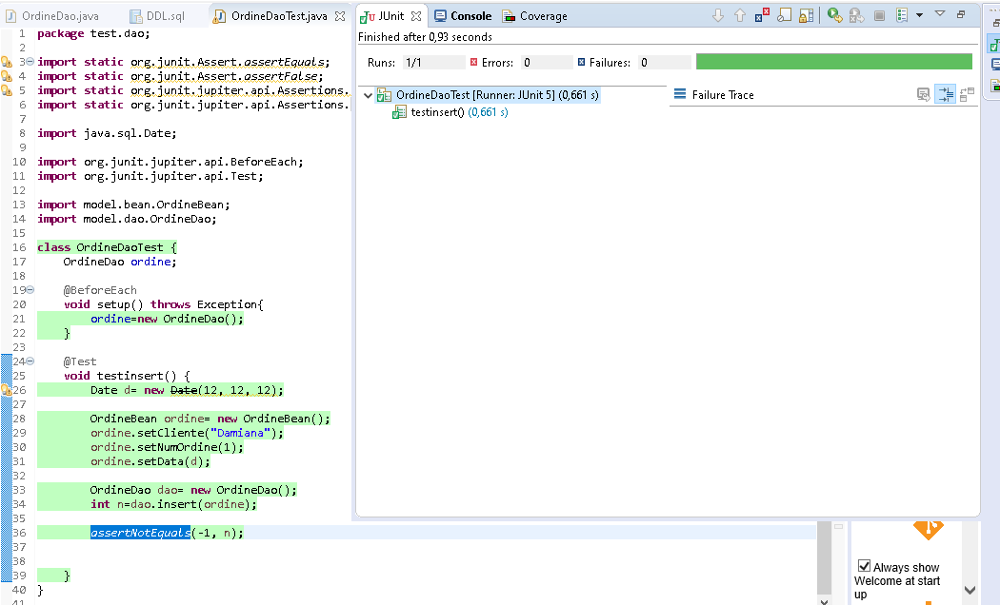 OrdineDao.java DDL.sql OrdineDaoTest.java
1 package test.dao;
2
3 import static org.junit.Assert.assertEquals;
4 import static org.junit.Assert.assertFalse;
5 import static org.junit.jupiter.api.Assertions.
6 import static org.junit.jupiter.api.Assertions.
7
8 import java.sql.Date;
9
10 import org.junit.jupiter.api.BeforeEach;
11 import org.junit.jupiter.api.Test;
12
13 import model.bean.OrdineBean;
14 import model.dao.OrdineDao;
15
16 class OrdineDaoTest {
17 OrdineDao ordine;
18
19 @BeforeEach
20 void setup() throws Exception{
21 ordine=new OrdineDao();
22 }
23
24 @Test
25 void testinsert() {
26 Date d= new Date(12, 12, 12);
27
28 OrdineBean ordine= new OrdineBean();
29 ordine.setCliente("Damiana");
30 ordine.setNumOrdine(1);
31 ordine.setData(d);
32
33 OrdineDao dao= new OrdineDao();
34 int n=dao.insert(ordine);
35
36 assertNotEquals(-1, n);
37
38
39 }
40 }
41
JUnit Console Coverage
Finished after 0,93 seconds
Runs: 1/1 Errors: 0 Failures: 0
OrdineDaoTest [Runner: JUnit 5] (0,661 s)
testinsert() (0,661 s)
Failure Trace
Always show
Welcome at start
up